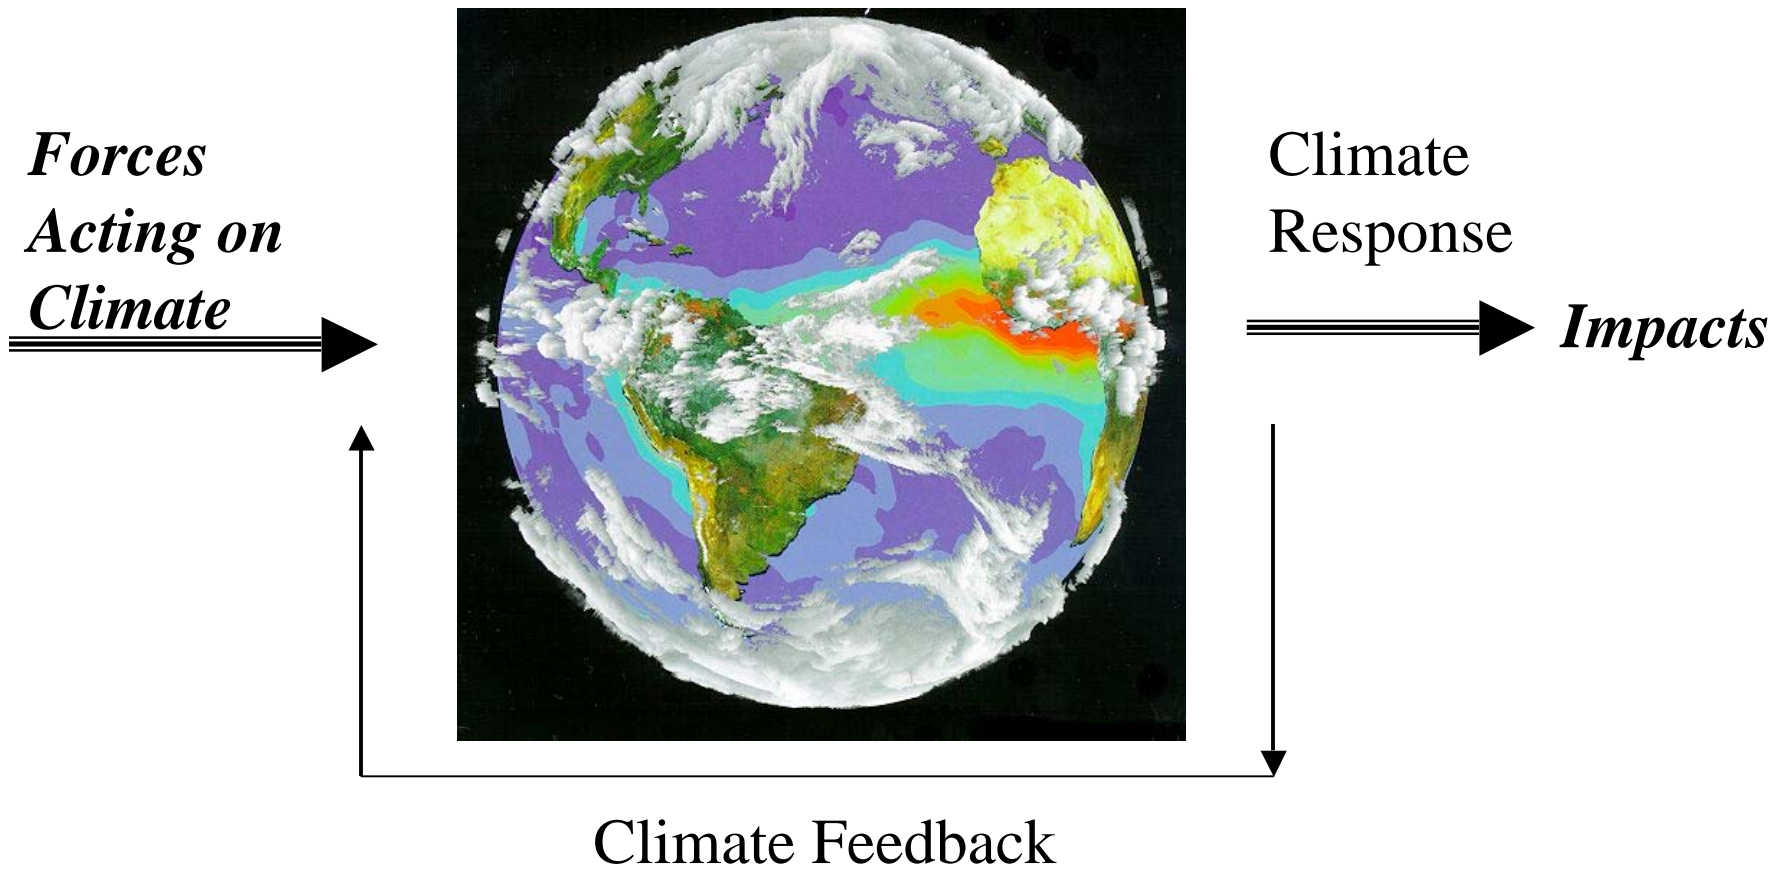 Forces
Acting on
Climate
Climate
Response
Impacts
Climate Feedback